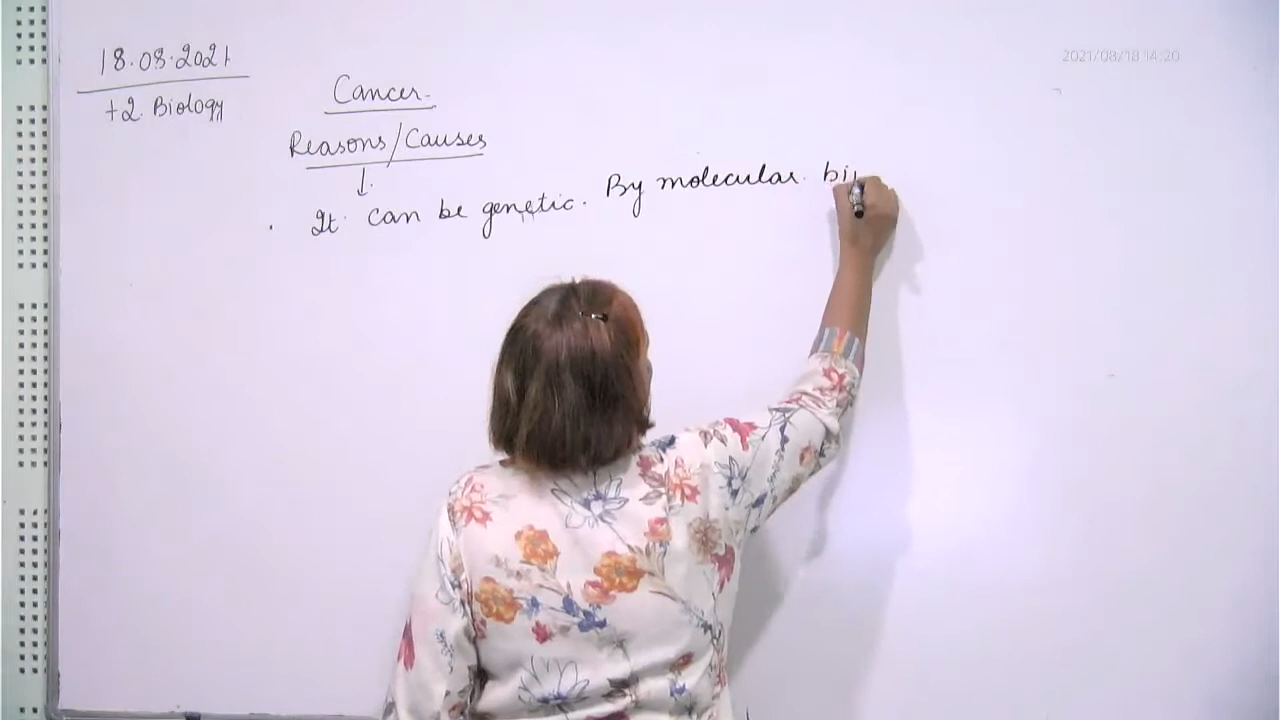 18.08.2021
+2. Biology
2021/08/18 14:20
Cancer.
Reasons/Causes
It can be genetic. By molecular bi